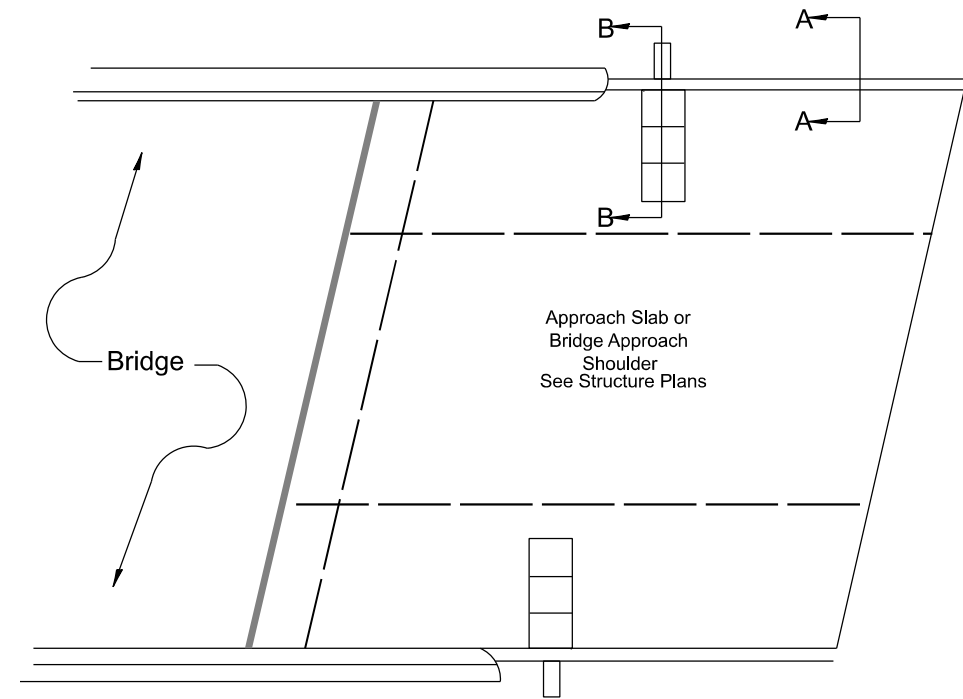 B
A
A
B
Approach Slab or
Bridge Approach
Shoulder
See Structure Plans
Bridge